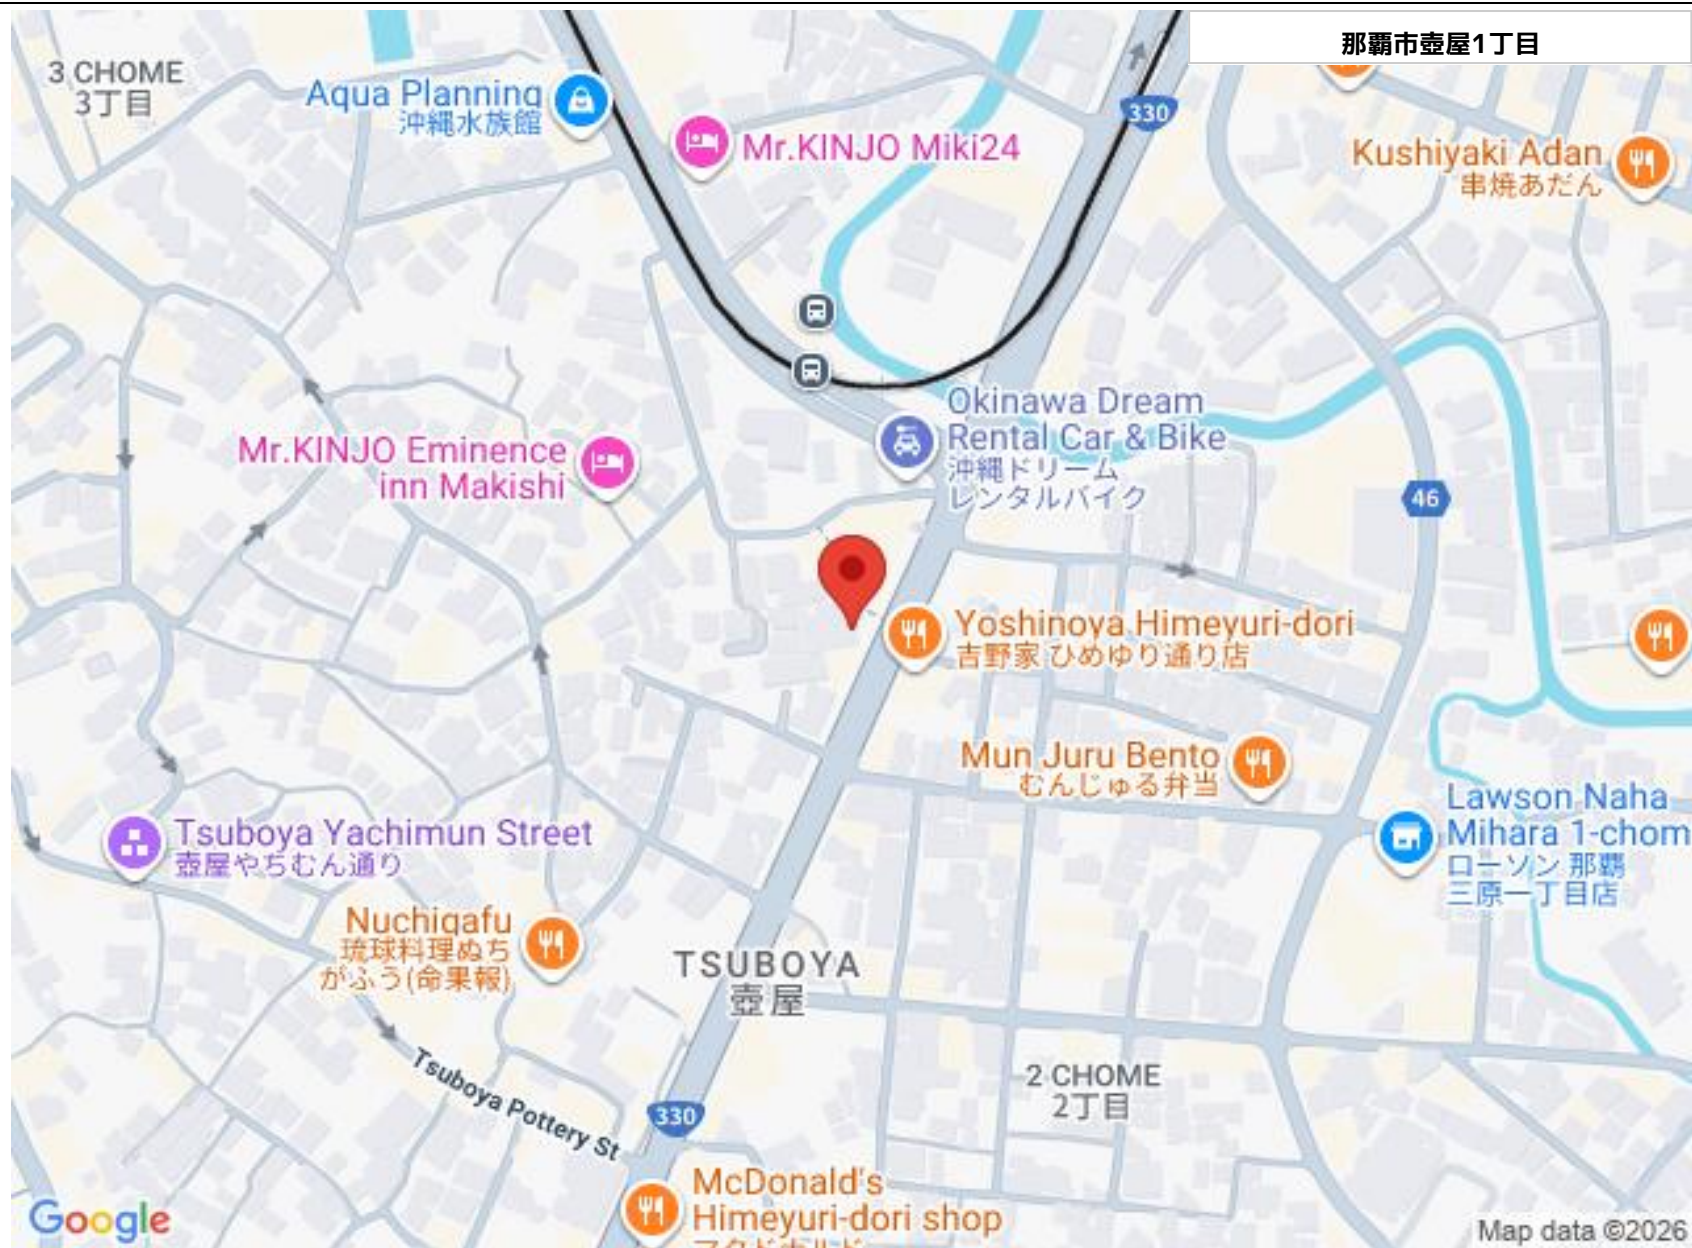 那覇市壺屋1丁目
3 CHOME
3丁目
Aqua Planning
沖縄水族館
Mr.KINJO Miki24
330
Kushiyaki Adan
串焼あだん
Okinawa Dream
Rental Car & Bike
沖縄ドリーム
レンタルバイク
Mr.KINJO Eminence
inn Makishi
46
Yoshinoya Himeyuri-dori
吉野家 ひめゆり通り店
Mun Juru Bento
むんじゅる弁当
Lawson Naha
Mihara 1-chom
ローソン 那覇
三原一丁目店
Tsuboya Yachimun Street
壺屋やちむん通り
Nuchigafu
琉球料理ぬち
がふう(命果報)
TSUBOYA
壺屋
2 CHOME
2丁目
Tsuboya Pottery St
330
McDonald's
Himeyuri-dori shop
マクドナルド
Google
Map data ©2026